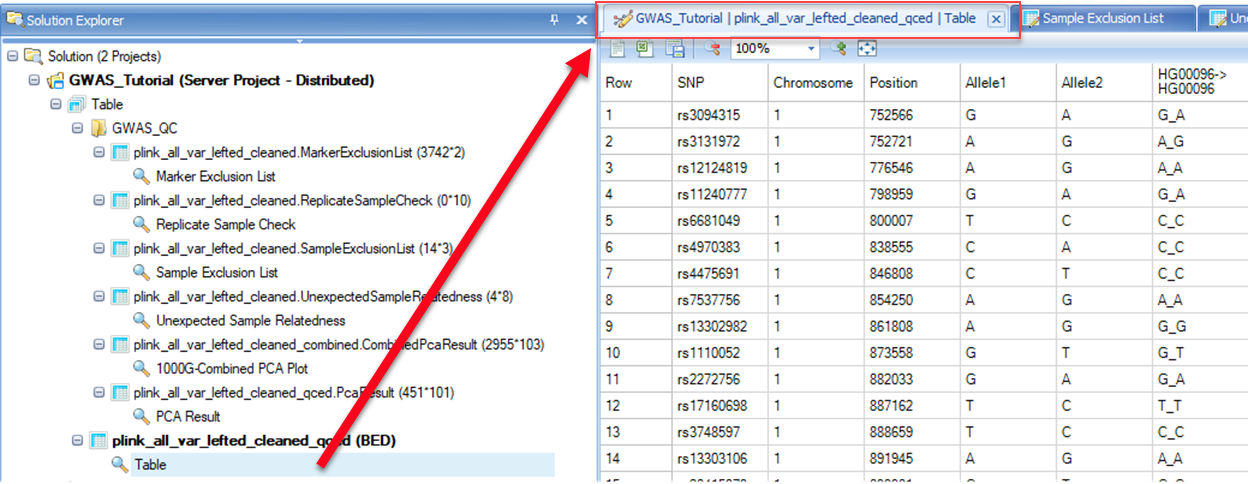 Solution Explorer
Solution (2 Projects)
GWAS_Tutorial (Server Project - Distributed)
Table
GWAS_QC
plink_all_var_lefted_cleaned.MarkerExclusionList (3742*2)
Marker Exclusion List
plink_all_var_lefted_cleaned.ReplicateSampleCheck (0*10)
Replicate Sample Check
plink_all_var_lefted_cleaned.SampleExclusionList (14*3)
Sample Exclusion List
plink_all_var_lefted_cleaned.UnexpectedSampleRelatedness (4*8)
Unexpected Sample Relatedness
plink_all_var_lefted_cleaned_combined.CombinedPcaResult (2955*103)
1000G-Combined PCA Plot
plink_all_var_lefted_cleaned_qced.PcaResult (451*101)
PCA Result
plink_all_var_lefted_cleaned_qced (BED)
Table
GWAS_Tutorial | plink_all_var_lefted_cleaned_qced | Table Sample Exclusion List
100%
Row SNP Chromosome Position Allele1 Allele2 HG00096-> HG00096
1 rs3094315 1 752566 G A G_A
2 rs3131972 1 752721 A G A_G
3 rs12124819 1 776546 A G A_A
4 rs11240777 1 798959 G A G_A
5 rs6681049 1 800007 T C C_C
6 rs4970383 1 838555 C A C_C
7 rs4475691 1 846808 C T C_C
8 rs7537756 1 854250 A G A_A
9 rs13302982 1 861808 A G G_G
10 rs1110052 1 873558 G T G_T
11 rs2272756 1 882033 G A G_A
12 rs17160698 1 887162 T C T_T
13 rs3748597 1 888659 T C C_C
14 rs13303106 1 891945 A G A_A